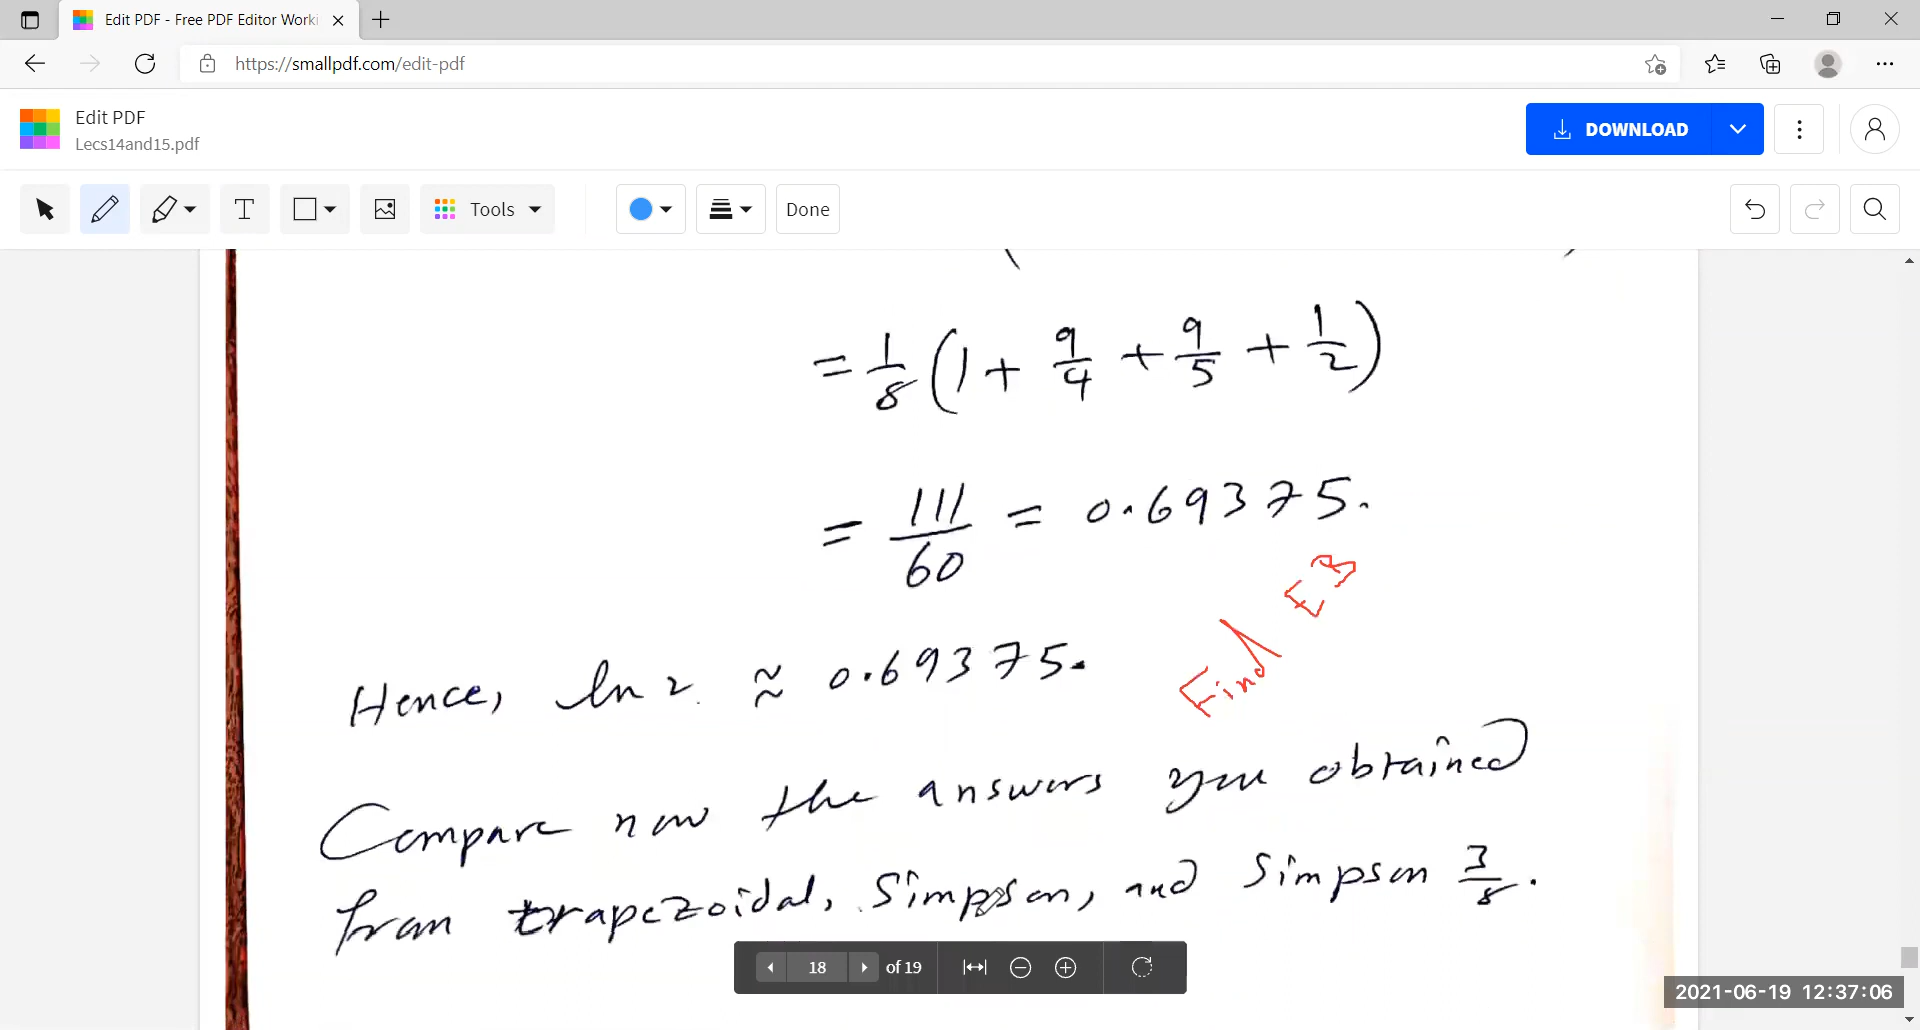 Edit PDF - Free PDF Editor Worki
https://smallpdf.com/edit-pdf
Edit PDF
Lecs14and15.pdf
DOWNLOAD
T Tools Done
= 1/8 (1 + 9/4 + 9/5 + 1/2)
= 111/60 = 0.69375.
Find EB
Hence, ln 2 ≈ 0.69375.
Compare now the answers you obtained
from trapezoidal, Simpson, and Simpson 3/8.
18 of 19
2021-06-19 12:37:06